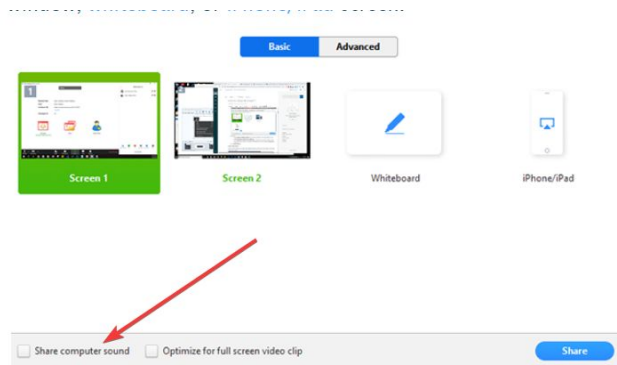 Basic Advanced
1
Screen 1 Screen 2 Whiteboard iPhone/iPad
Share computer sound Optimize for full screen video clip Share